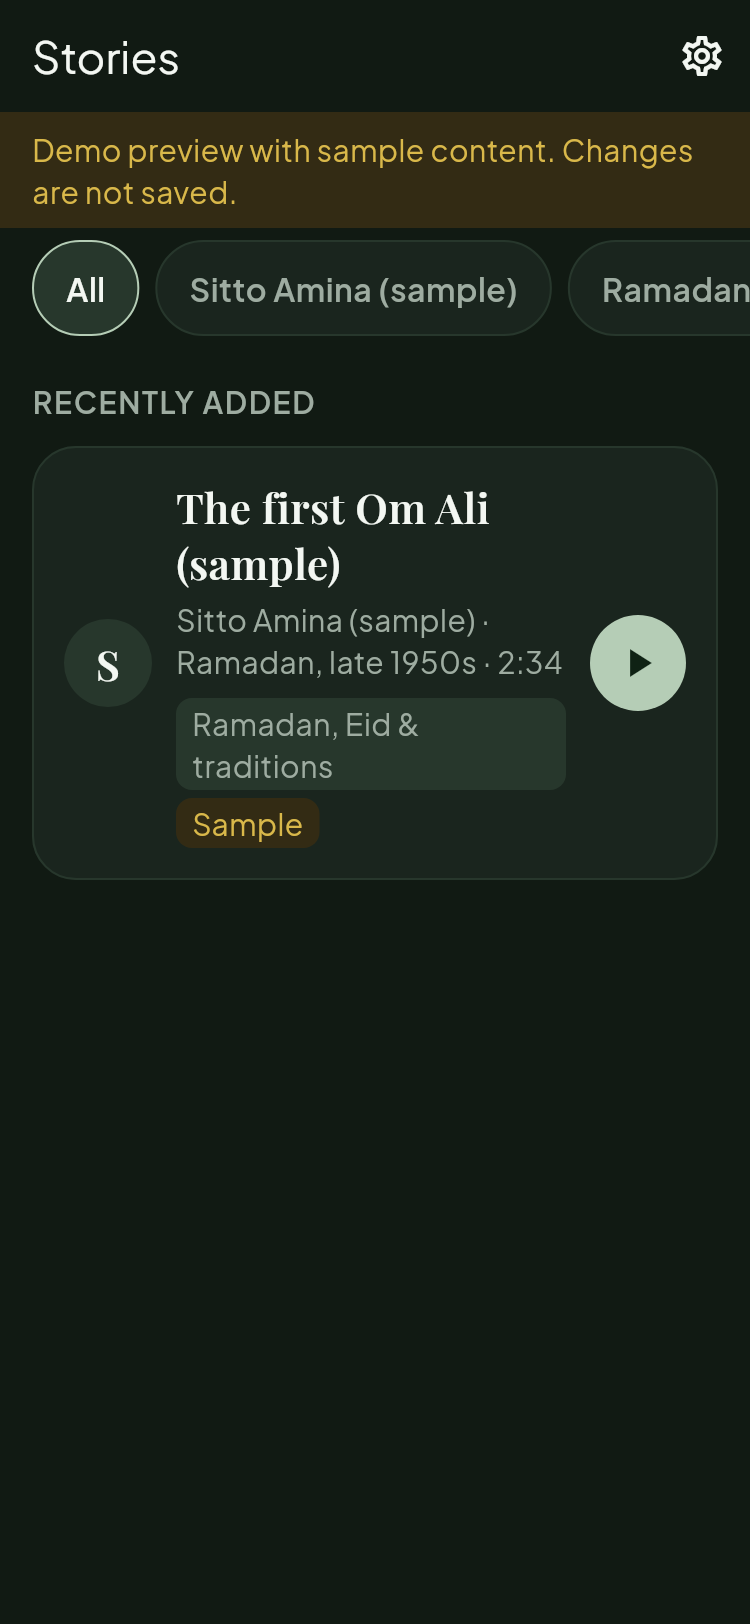 Stories
Demo preview with sample content. Changes
are not saved.
All
Sitto Amina (sample)
Ramadan
RECENTLY ADDED
The first Om Ali
(sample)
Sitto Amina (sample) ·
Ramadan, late 1950s · 2:34
S
Ramadan, Eid &
traditions
Sample